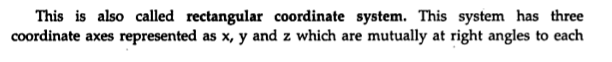 This is also called rectangular coordinate system. This system has three
coordinate axes represented as x, y and z which are mutually at right angles to each